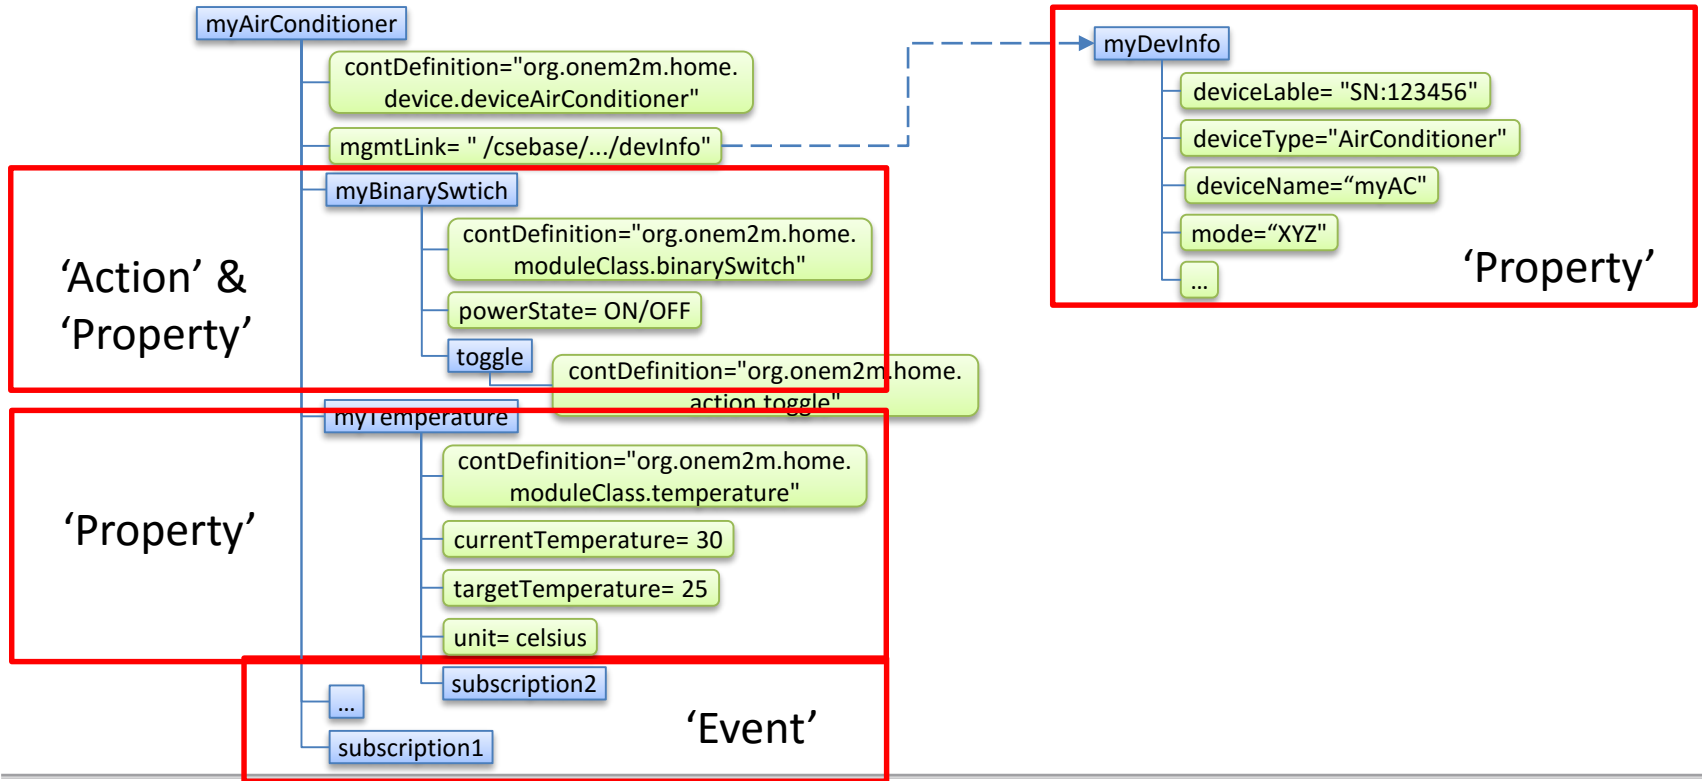 myAirConditioner
contDefinition="org.onem2m.home.
device.deviceAirConditioner"
mgmtLink= " /csebase/.../devInfo"
myBinarySwtich
contDefinition="org.onem2m.home.
moduleClass.binarySwitch"
powerState= ON/OFF
toggle
contDefinition="org.onem2m.home.
action.toggle"
‘Action’ &
‘Property’
myTemperature
contDefinition="org.onem2m.home.
moduleClass.temperature"
currentTemperature= 30
targetTemperature= 25
unit= celsius
‘Property’
subscription2
...
subscription1
‘Event’
myDevInfo
deviceLable= "SN:123456"
deviceType="AirConditioner"
deviceName=“myAC"
mode=“XYZ"
...
‘Property’